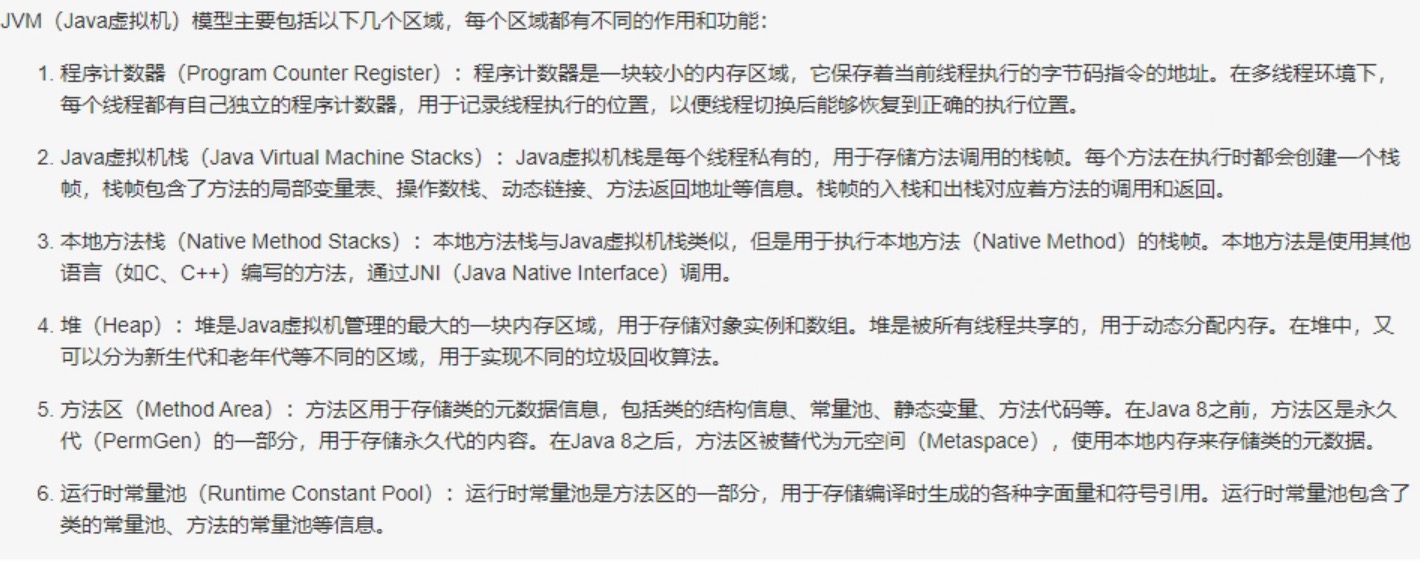 JVM（Java虚拟机）模型主要包括以下几个区域，每个区域都有不同的作用和功能：
1. 程序计数器（Program Counter Register）：程序计数器是一块较小的内存区域，它保存着当前线程执行的字节码指令的地址。在多线程环境下，
每个线程都有自己独立的程序计数器，用于记录线程执行的位置，以便线程切换后能够恢复到正确的执行位置。
2. Java虚拟机栈（Java Virtual Machine Stacks）：Java虚拟机栈是每个线程私有的，用于存储方法调用的栈帧。每个方法在执行时都会创建一个栈
帧，栈帧包含了方法的局部变量表、操作数栈、动态链接、方法返回地址等信息。栈帧的入栈和出栈对应着方法的调用和返回。
3. 本地方法栈（Native Method Stacks）：本地方法栈与Java虚拟机栈类似，但是用于执行本地方法（Native Method）的栈帧。本地方法是使用其他
语言（如C、C++）编写的方法，通过JNI（Java Native Interface）调用。
4. 堆（Heap）：堆是Java虚拟机管理的最大的一块内存区域，用于存储对象实例和数组。堆是被所有线程共享的，用于动态分配内存。在堆中，又
可以分为新生代和老年代等不同的区域，用于实现不同的垃圾回收算法。
5. 方法区（Method Area）：方法区用于存储类的元数据信息，包括类的结构信息、常量池、静态变量、方法代码等。在Java 8之前，方法区是永久
代（PermGen）的一部分，用于存储永久代的内容。在Java 8之后，方法区被替代为元空间（Metaspace），使用本地内存来存储类的元数据。
6. 运行时常量池（Runtime Constant Pool）：运行时常量池是方法区的一部分，用于存储编译时生成的各种字面量和符号引用。运行时常量池包含了
类的常量池、方法的常量池等信息。